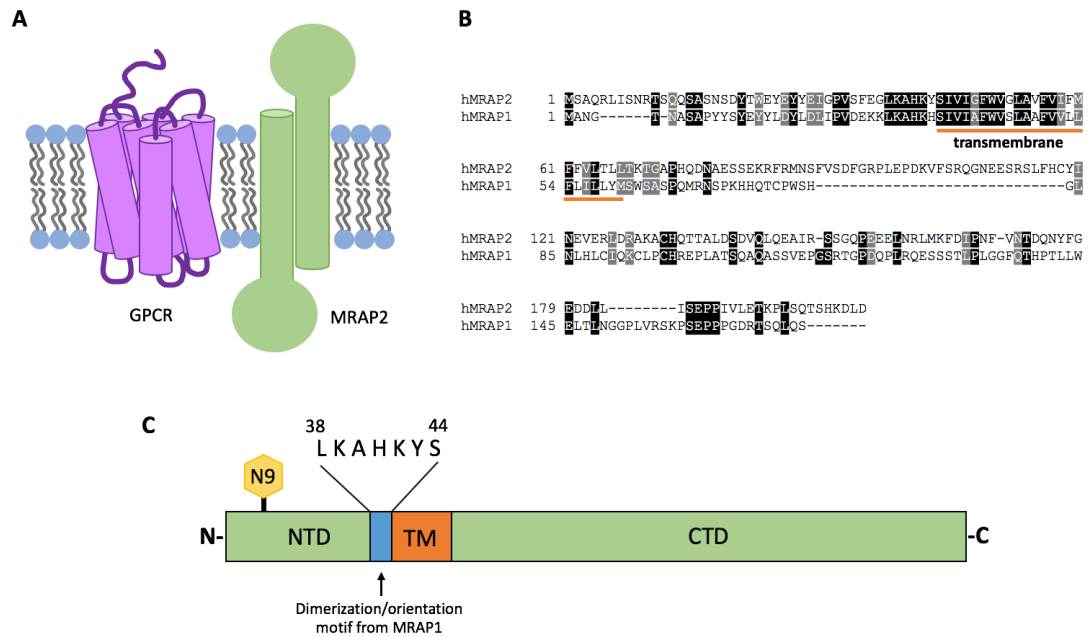 A
GPCR
MRAP2
B
hMRAP2 1 MSAQRLISNRTSQQSASNSDYTWEYEYYEIGPVSFEGLKAHKYSIVIGFWVGLAVFVIFM
hMRAP1 1 MANG------T-NASAPYYSYEYYLDYLDLIPVDEKKLKAHKHSIVIAFWVSLAAFVVLL
transmembrane
hMRAP2 61 FFVLTLLTKTGAPHQDNAESSEKRFRMNSFVSDFGRPLEPDKVFSRQGNEESRSLFHCYI
hMRAP1 54 FLILLYMSWSASPQMRNSPKHHQTCPWSH-----------------------------GL
hMRAP2 121 NEVERLDRAKACHQTTALDSDVQLQEAIR-SSGQPEEELNRLMKFDIPNF-VNTDQNYFG
hMRAP1 85 NLHLCIQKCLPCHREPLATSQAQASSVEPGSRTGPDQPLRQESSSTLPLGGFQTHPTLLW
hMRAP2 179 EDDLL--------ISEPPIVLETKPLSQTSHKDLD
hMRAP1 145 ELTLNGGPLVRSKPSEPPPGDRTSQLQS-------
C
38 44
L K A H K Y S
N9
N- NTD TM CTD -C
Dimerization/orientation
motif from MRAP1